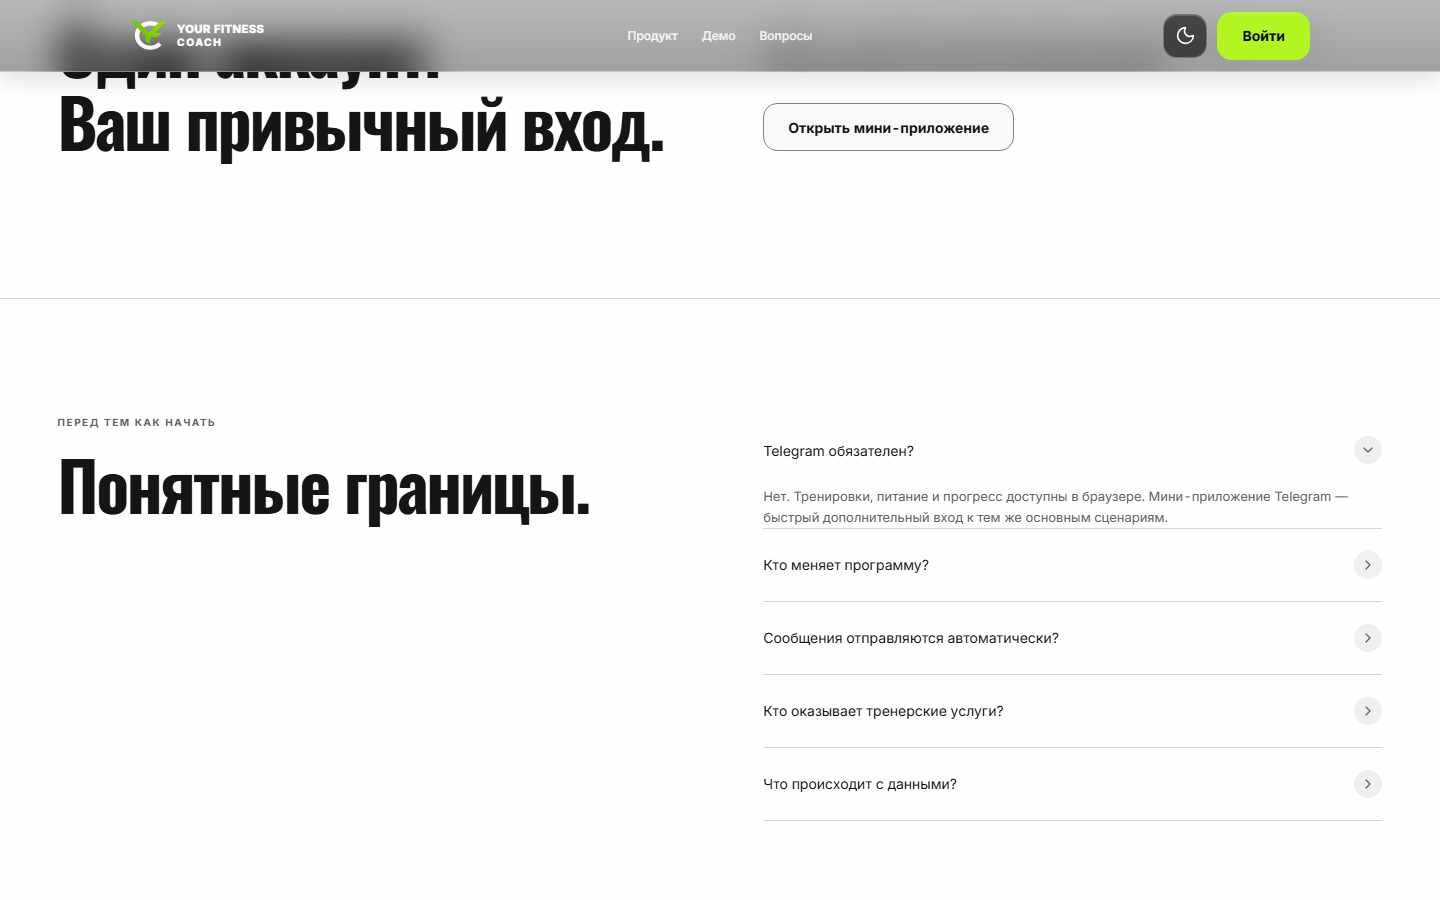 YOUR FITNESS
COACH
Продукт
Демо
Вопросы
Войти
Один аккаунт.
Ваш привычный вход.
Открыть мини-приложение
ПЕРЕД ТЕМ КАК НАЧАТЬ
Понятные границы.
Telegram обязателен?
Нет. Тренировки, питание и прогресс доступны в браузере. Мини-приложение Telegram —
быстрый дополнительный вход к тем же основным сценариям.
Кто меняет программу?
Сообщения отправляются автоматически?
Кто оказывает тренерские услуги?
Что происходит с данными?